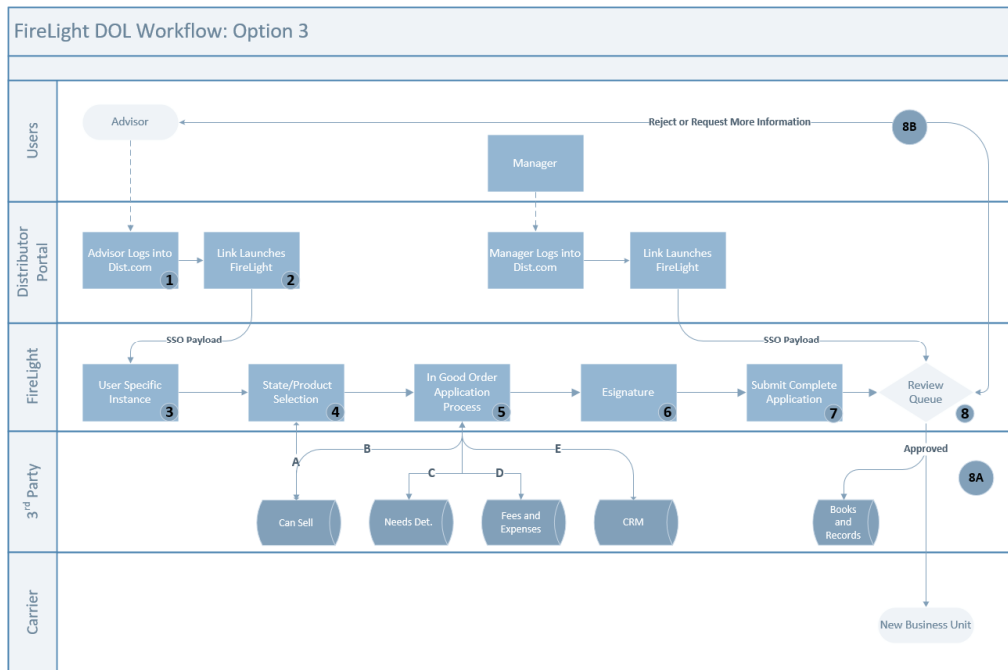 FireLight DOL Workflow: Option 3
Users
Advisor
Reject or Request More Information
8B
Manager
Distributor
Portal
Advisor Logs into
Dist.com
1
Link Launches
FireLight
2
Manager Logs into
Dist.com
Link Launches
FireLight
FireLight
SSO Payload
SSO Payload
User Specific
Instance
3
State/Product
Selection
4
In Good Order
Application
Process
5
Esignature
6
Submit Complete
Application
7
Review
Queue
8
3rd Party
A
B
C
D
E
Approved
8A
Can Sell
Needs Det.
Fees and
Expenses
CRM
Books
and
Records
Carrier
New Business Unit